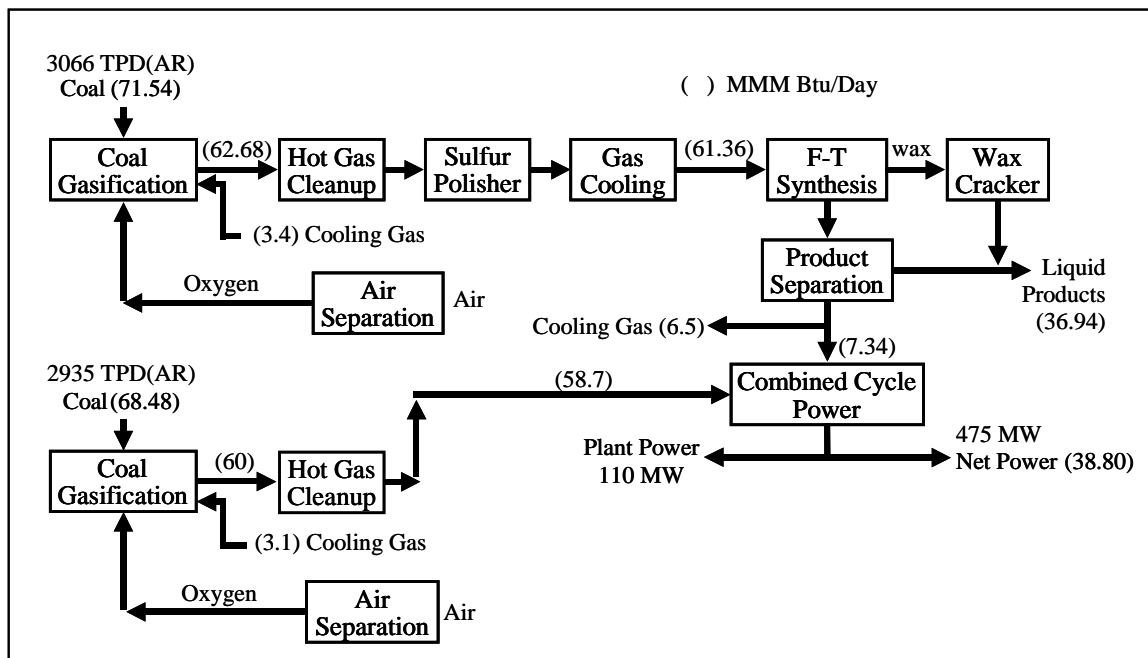 3066 TPD(AR)
Coal (71.54)
( ) MMM Btu/Day
Coal
Gasification
(62.68)
Hot Gas
Cleanup
Sulfur
Polisher
Gas
Cooling
(61.36)
F-T
Synthesis
wax
Wax
Cracker
(3.4) Cooling Gas
Product
Separation
Liquid
Products
(36.94)
Oxygen
Air
Separation
Air
Cooling Gas (6.5)
(7.34)
2935 TPD(AR)
Coal (68.48)
(58.7)
Combined Cycle
Power
Coal
Gasification
(60)
Hot Gas
Cleanup
Plant Power
110 MW
475 MW
Net Power (38.80)
(3.1) Cooling Gas
Oxygen
Air
Separation
Air